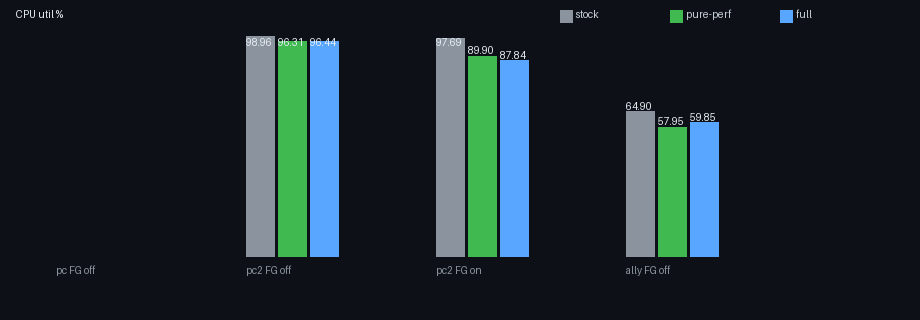 CPU util %
stock pure-perf full
98.96 96.31 96.44 97.69 89.90 87.84 64.90 57.95 59.85
pc FG off pc2 FG off pc2 FG on ally FG off